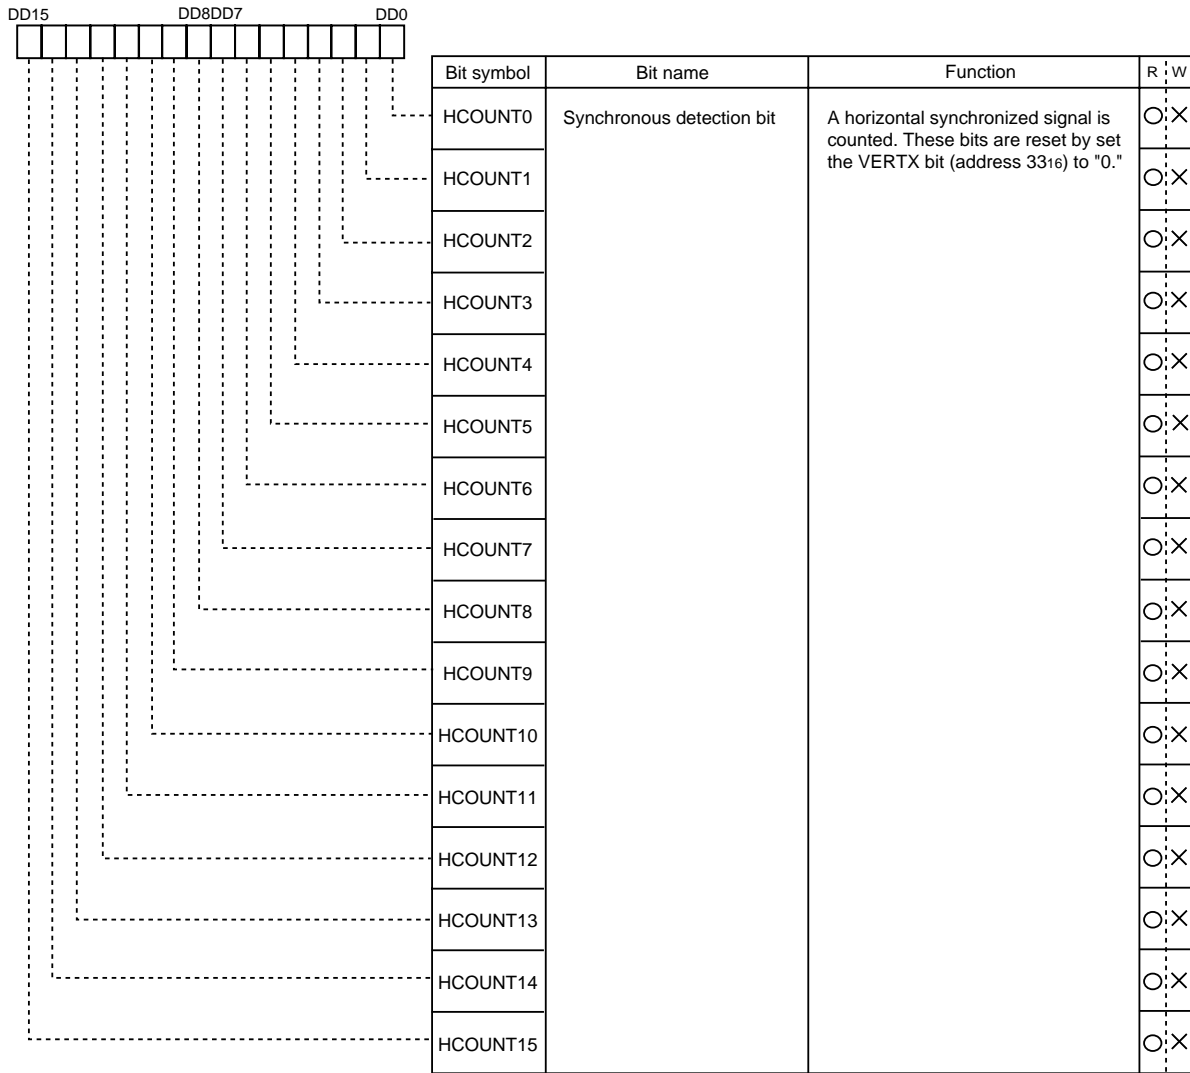 DD15 DD8DD7 DD0
Bit symbol Bit name Function R W
HCOUNT0 Synchronous detection bit A horizontal synchronized signal is
counted. These bits are reset by set
the VERTX bit (address 3316) to "0."
○ ×
HCOUNT1 ○ ×
HCOUNT2 ○ ×
HCOUNT3 ○ ×
HCOUNT4 ○ ×
HCOUNT5 ○ ×
HCOUNT6 ○ ×
HCOUNT7 ○ ×
HCOUNT8 ○ ×
HCOUNT9 ○ ×
HCOUNT10 ○ ×
HCOUNT11 ○ ×
HCOUNT12 ○ ×
HCOUNT13 ○ ×
HCOUNT14 ○ ×
HCOUNT15 ○ ×